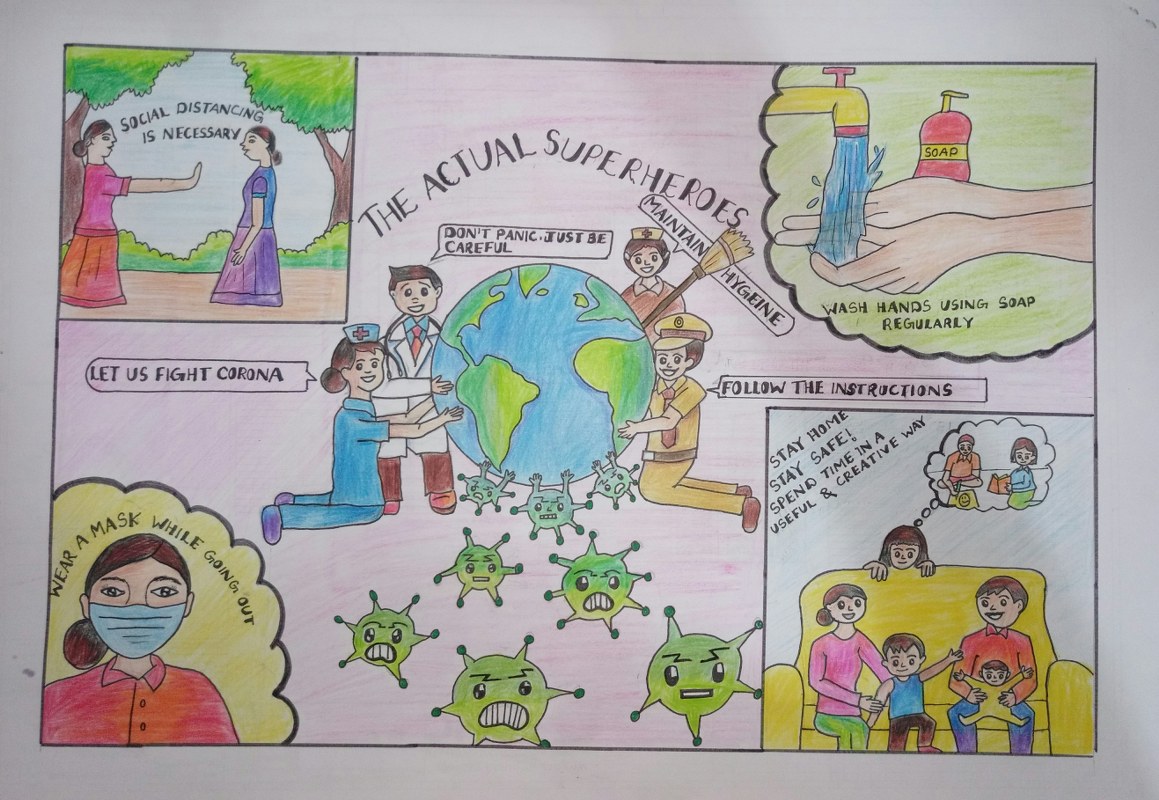 SOCIAL DISTANCING
IS NECESSARY
THE ACTUAL SUPERHEROES
DON'T PANIC. JUST BE
CAREFUL
MAINTAIN HYGEINE
SOAP
WASH HANDS USING SOAP
REGULARLY
LET US FIGHT CORONA
FOLLOW THE INSTRUCTIONS
WEAR A MASK WHILE GOING OUT
STAY HOME
STAY SAFE!
SPEND TIME IN A
USEFUL & CREATIVE WAY